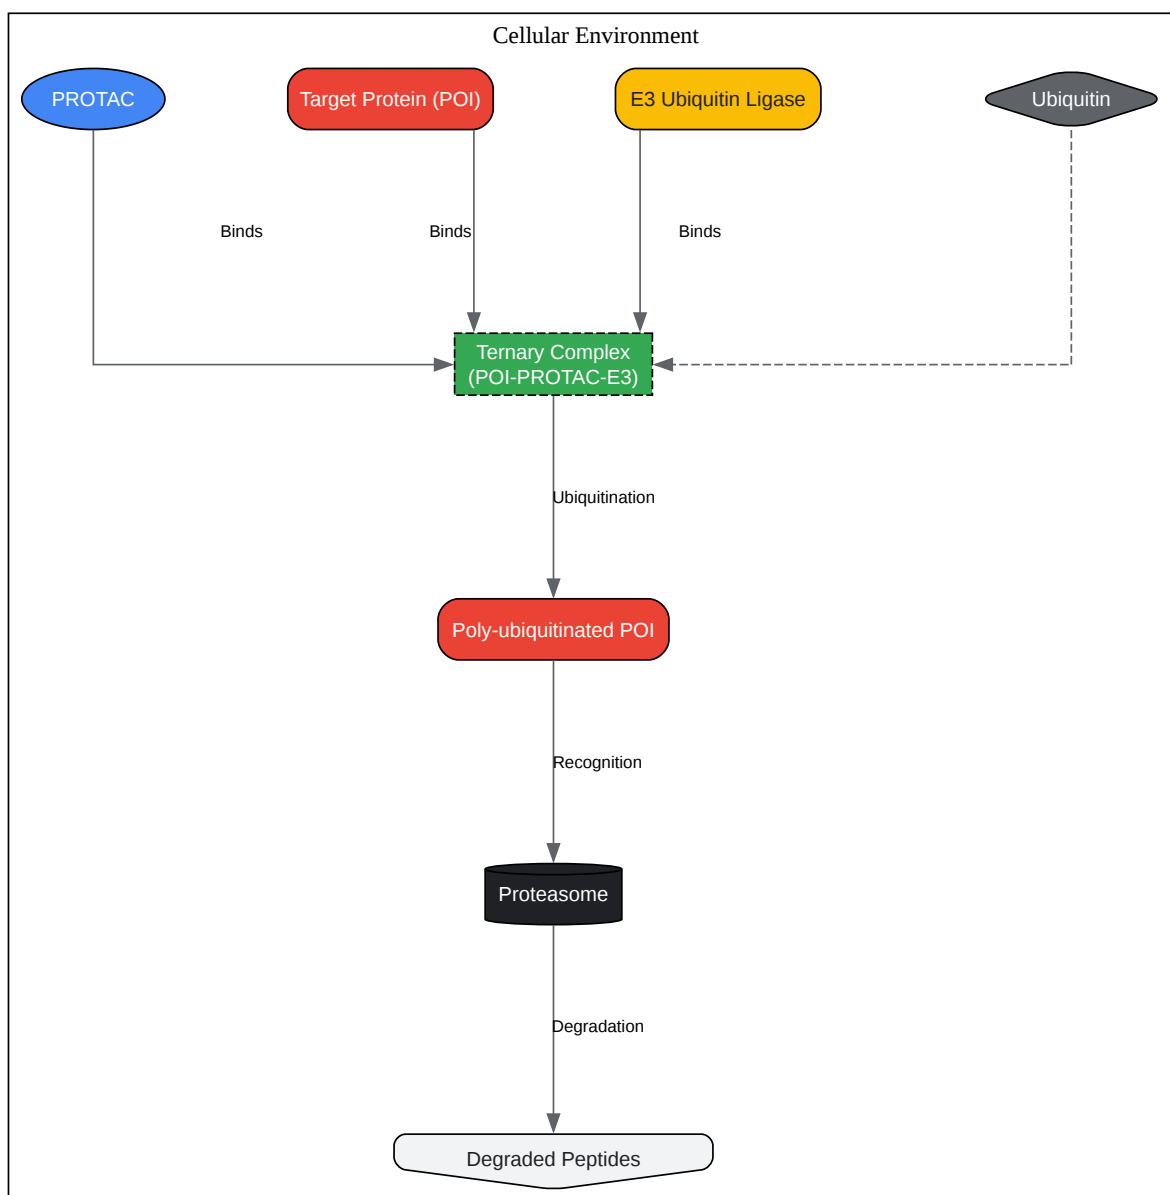 Cellular Environment
PROTAC
Target Protein (POI)
E3 Ubiquitin Ligase
Ubiquitin
Binds
Binds
Binds
Ternary Complex
(POI-PROTAC-E3)
Ubiquitination
Poly-ubiquitinated POI
Recognition
Proteasome
Degradation
Degraded Peptides